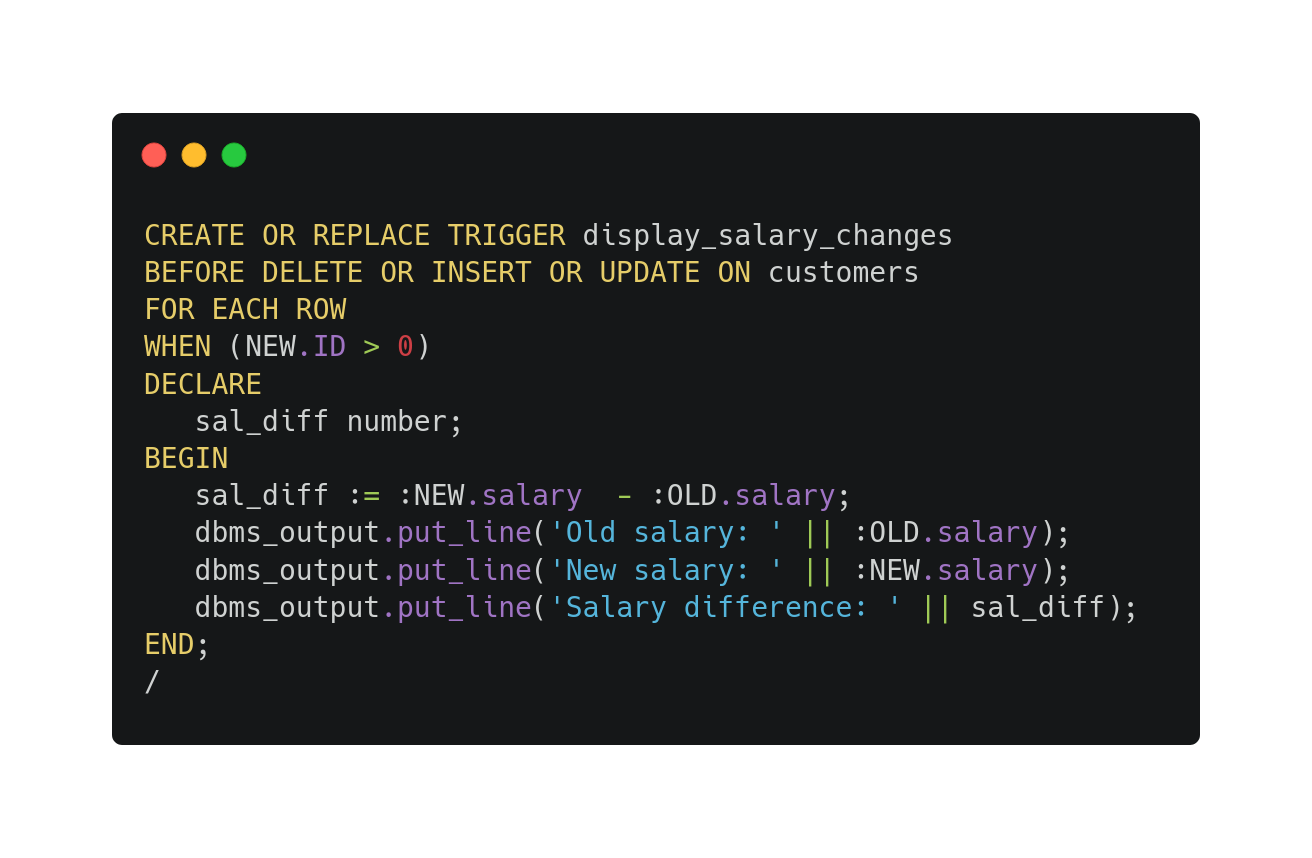 CREATE OR REPLACE TRIGGER display_salary_changes
BEFORE DELETE OR INSERT OR UPDATE ON customers
FOR EACH ROW
WHEN (NEW.ID > 0)
DECLARE
   sal_diff number;
BEGIN
   sal_diff := :NEW.salary  - :OLD.salary;
   dbms_output.put_line('Old salary: ' || :OLD.salary);
   dbms_output.put_line('New salary: ' || :NEW.salary);
   dbms_output.put_line('Salary difference: ' || sal_diff);
END;
/